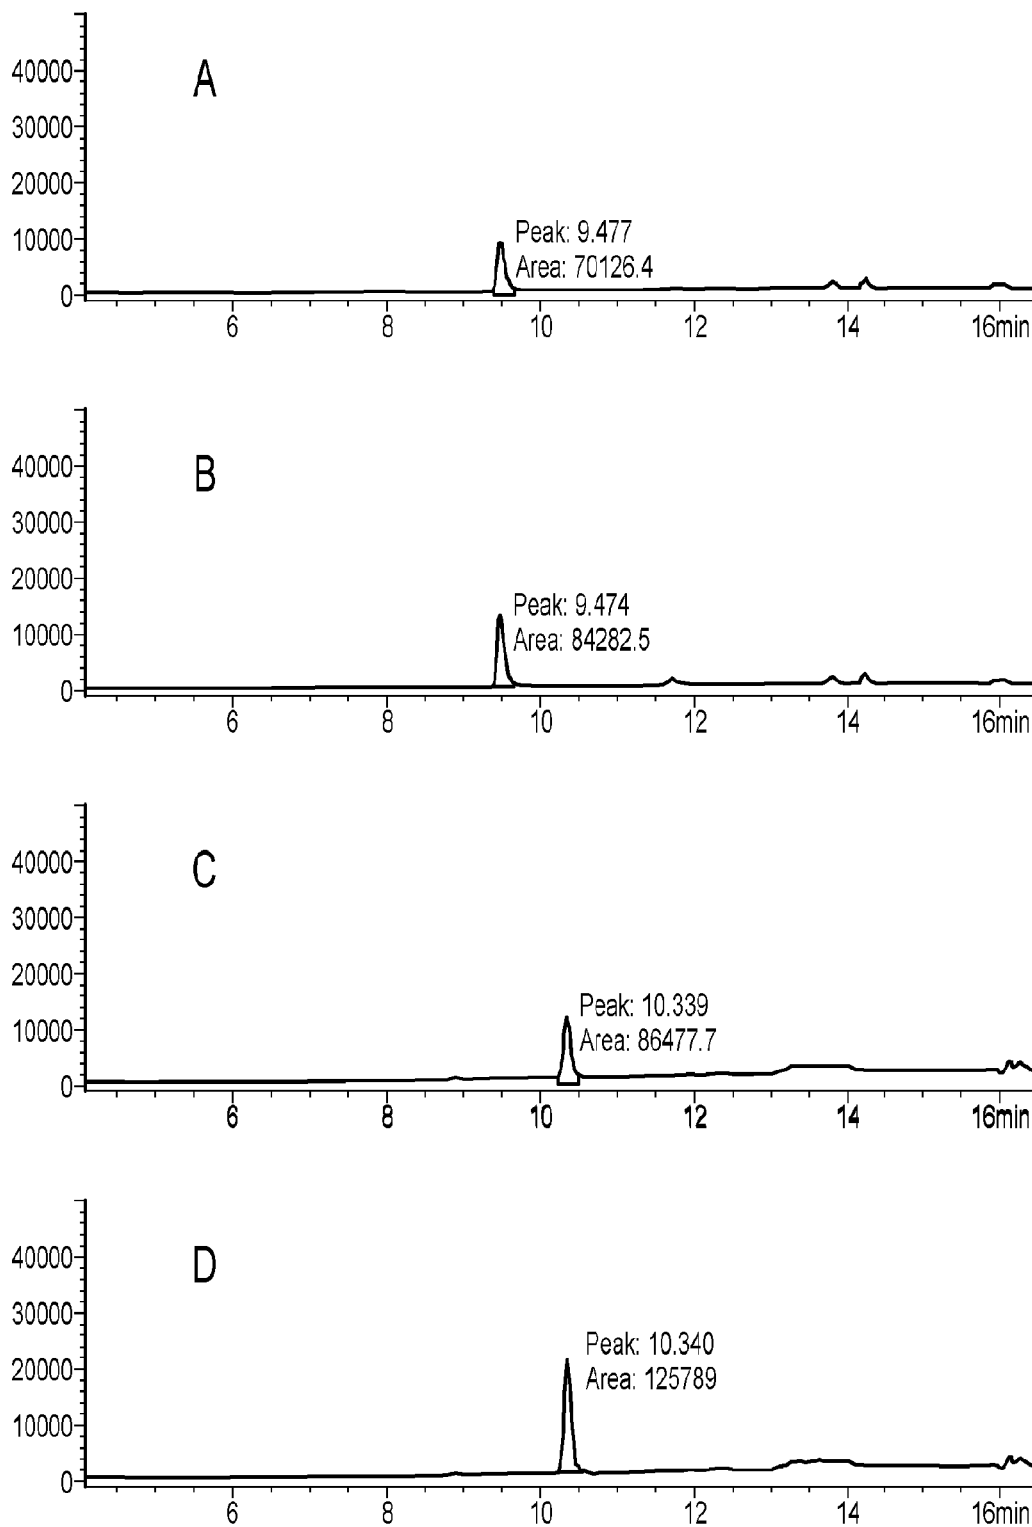 40000
A
30000
20000
10000
Peak: 9.477
Area: 70126.4
0
6 8 10 12 14 16min
40000
B
30000
20000
10000
Peak: 9.474
Area: 84282.5
0
6 8 10 12 14 16min
40000
C
30000
20000
10000
Peak: 10.339
Area: 86477.7
0
6 8 10 12 14 16min
40000
D
30000
20000
10000
Peak: 10.340
Area: 125789
0
6 8 10 12 14 16min